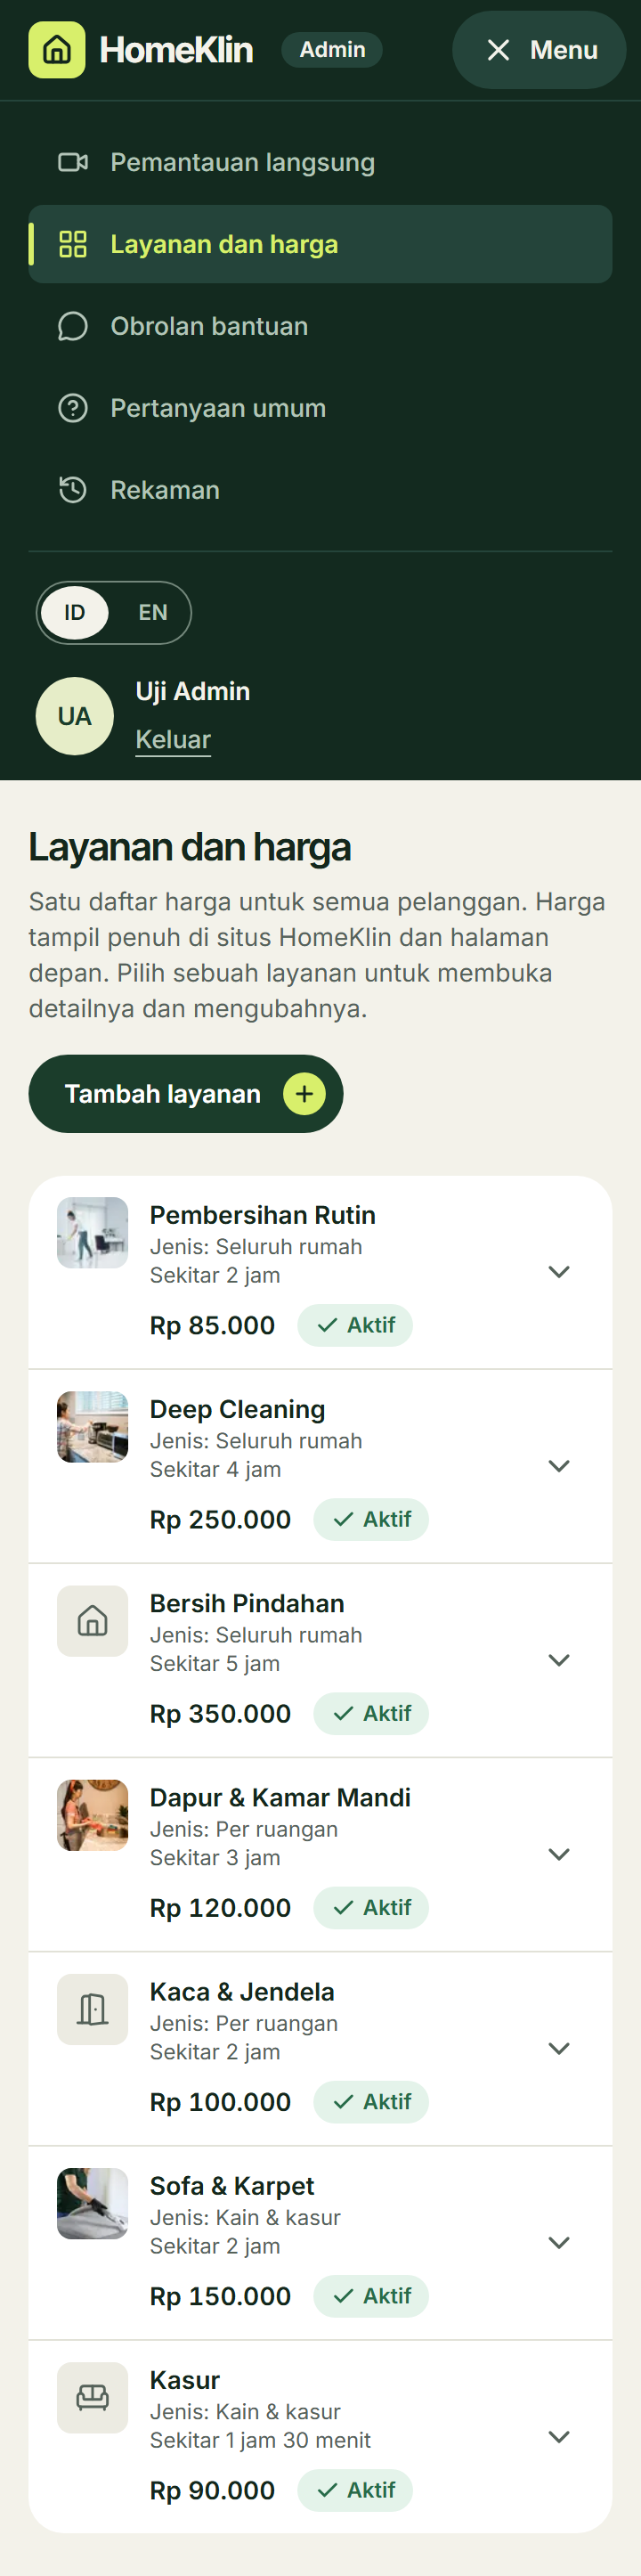 HomeKlin
Admin
Menu
Pemantauan langsung
Layanan dan harga
Obrolan bantuan
Pertanyaan umum
Rekaman
ID
EN
UA
Uji Admin
Keluar
Layanan dan harga
Satu daftar harga untuk semua pelanggan. Harga
tampil penuh di situs HomeKlin dan halaman
depan. Pilih sebuah layanan untuk membuka
detailnya dan mengubahnya.
Tambah layanan
Pembersihan Rutin
Jenis: Seluruh rumah
Sekitar 2 jam
Rp 85.000
Aktif
Deep Cleaning
Jenis: Seluruh rumah
Sekitar 4 jam
Rp 250.000
Aktif
Bersih Pindahan
Jenis: Seluruh rumah
Sekitar 5 jam
Rp 350.000
Aktif
Dapur & Kamar Mandi
Jenis: Per ruangan
Sekitar 3 jam
Rp 120.000
Aktif
Kaca & Jendela
Jenis: Per ruangan
Sekitar 2 jam
Rp 100.000
Aktif
Sofa & Karpet
Jenis: Kain & kasur
Sekitar 2 jam
Rp 150.000
Aktif
Kasur
Jenis: Kain & kasur
Sekitar 1 jam 30 menit
Rp 90.000
Aktif